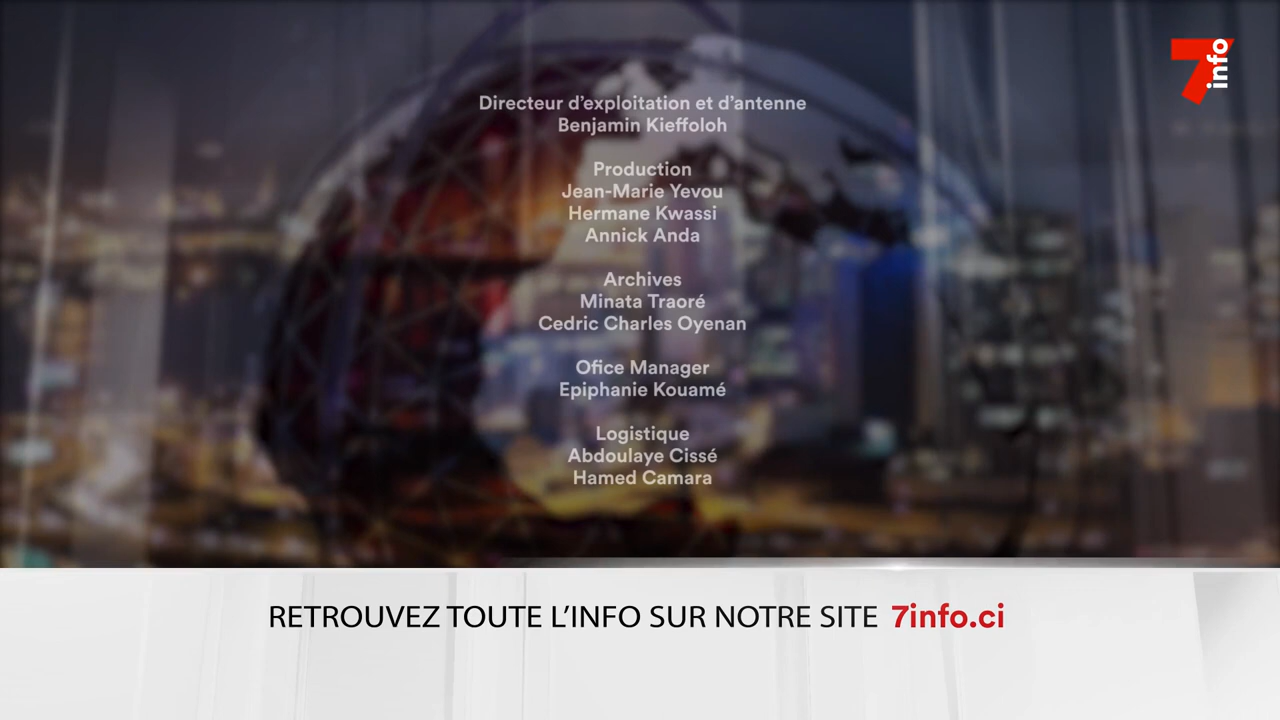 7info
Directeur d'exploitation et d'antenne
Benjamin Kieffoloh
Production
Jean-Marie Yevou
Hermane Kwassi
Annick Anda
Archives
Minata Traoré
Cedric Charles Oyenan
Ofice Manager
Epiphanie Kouamé
Logistique
Abdoulaye Cissé
Hamed Camara
RETROUVEZ TOUTE L'INFO SUR NOTRE SITE 7info.ci